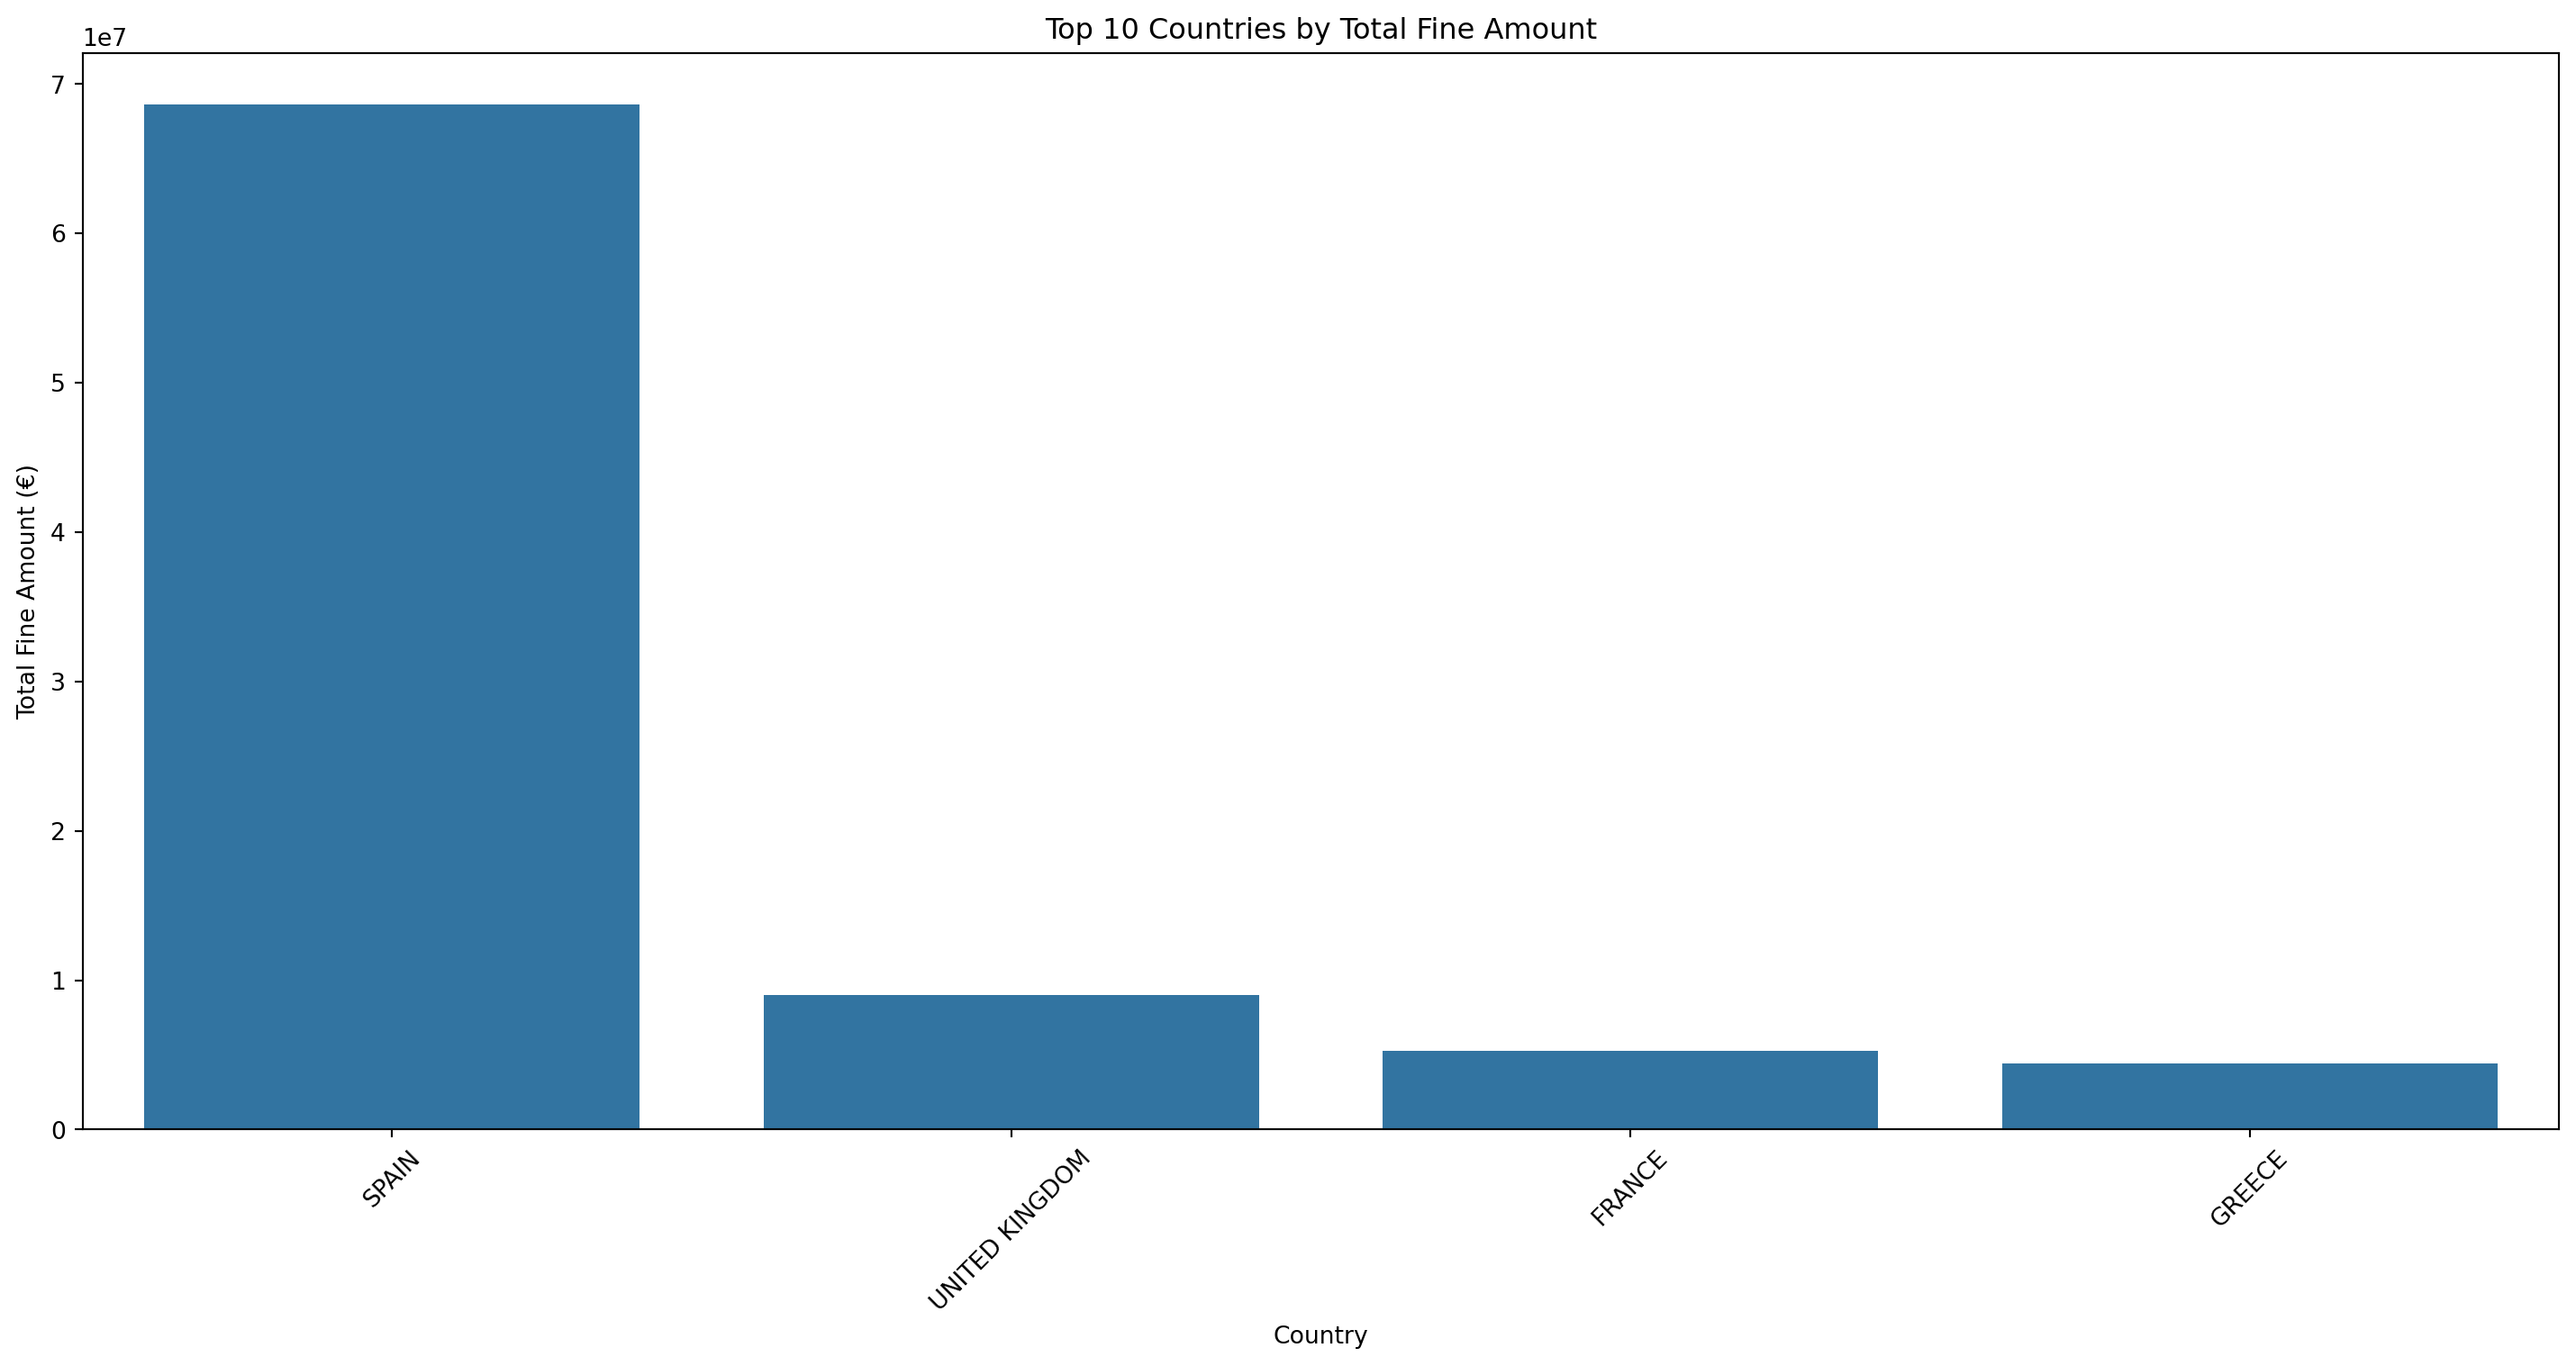 Top 10 Countries by Total Fine Amount
1e7
7
6
5
4
3
2
1
0
Total Fine Amount (€)
SPAIN
UNITED KINGDOM
FRANCE
GREECE
Country